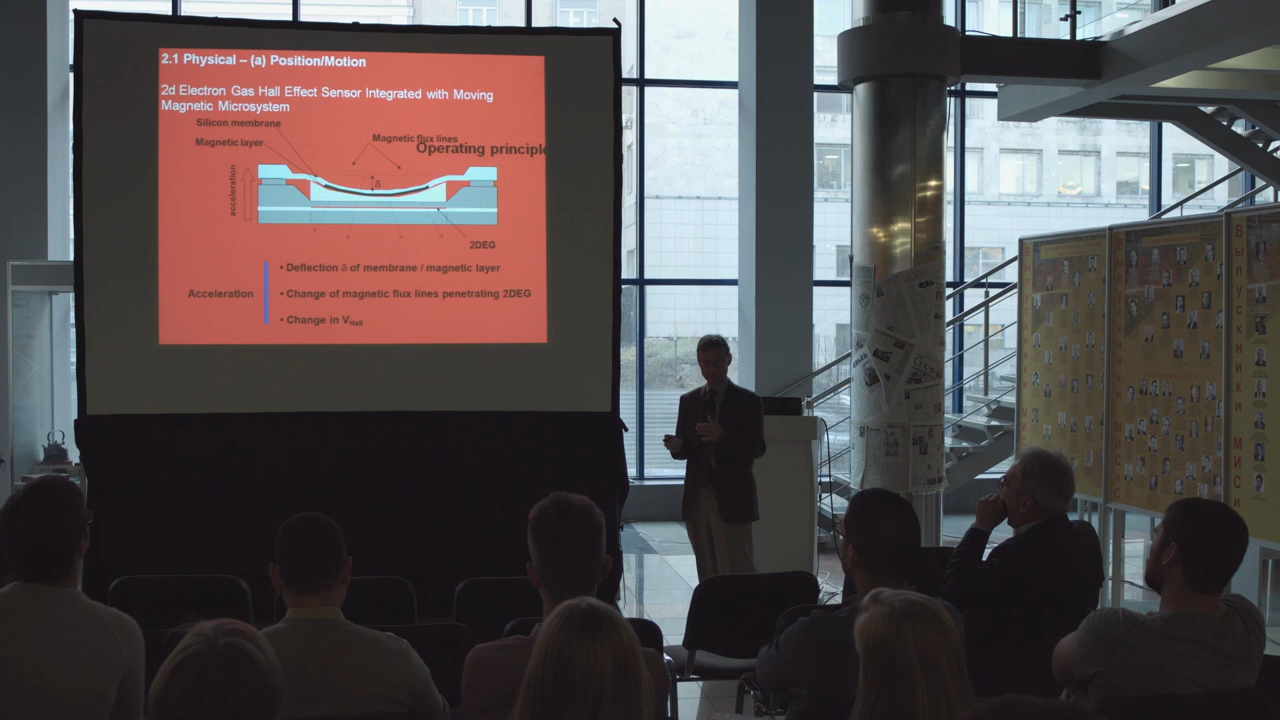 2.1 Physical – (a) Position/Motion
2d Electron Gas Hall Effect Sensor Integrated with Moving
Magnetic Microsystem
Silicon membrane
Magnetic layer
Magnetic flux lines
Operating principle
acceleration
δ
2DEG
Acceleration
• Deflection δ of membrane / magnetic layer
• Change of magnetic flux lines penetrating 2DEG
• Change in VHall
ВЫПУСКНИКИ МИСИ